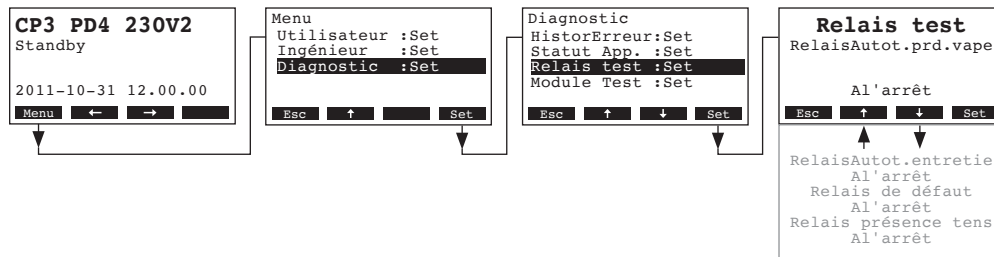 CP3 PD4 230V2
Standby
2011-10-31 12.00.00
Menu ← →
Menu
Utilisateur :Set
Ingénieur :Set
Diagnostic :Set
Esc ↑ Set
Diagnostic
HistorErreur:Set
Statut App. :Set
Relais test :Set
Module Test :Set
Esc ↑ ↓ Set
Relais test
RelaisAutot.prd.vape
Al'arrêt
Esc ↑ ↓ Set
RelaisAutot.entretie
Al'arrêt
Relais de défaut
Al'arrêt
Relais présence tens
Al'arrêt